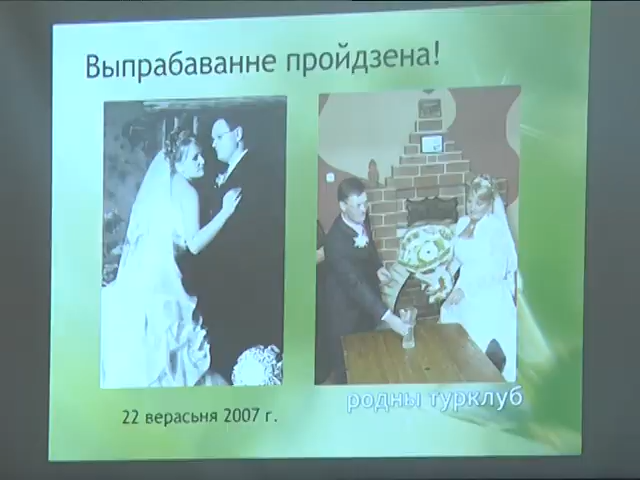 Выпрабаванне пройдзена!
22 верасьня 2007 г.
родны турклуб